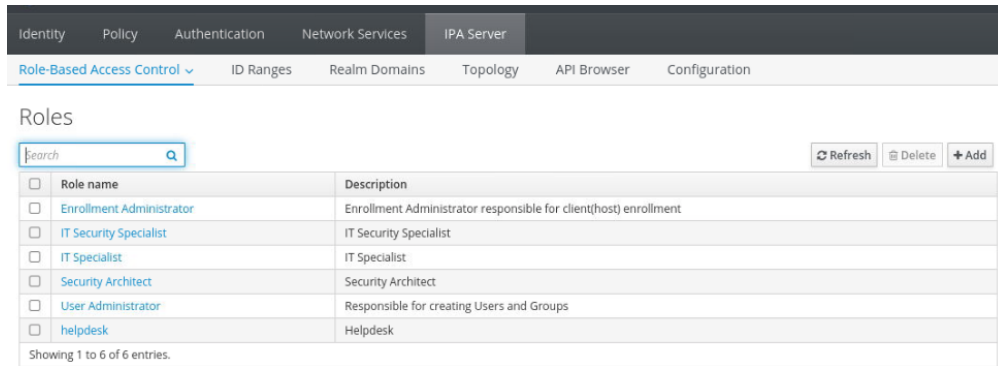 Identity Policy Authentication Network Services IPA Server
Role-Based Access Control ID Ranges Realm Domains Topology API Browser Configuration
Roles
Search
Refresh Delete Add
Role name Description
Enrollment Administrator Enrollment Administrator responsible for client(host) enrollment
IT Security Specialist IT Security Specialist
IT Specialist IT Specialist
Security Architect Security Architect
User Administrator Responsible for creating Users and Groups
helpdesk Helpdesk
Showing 1 to 6 of 6 entries.